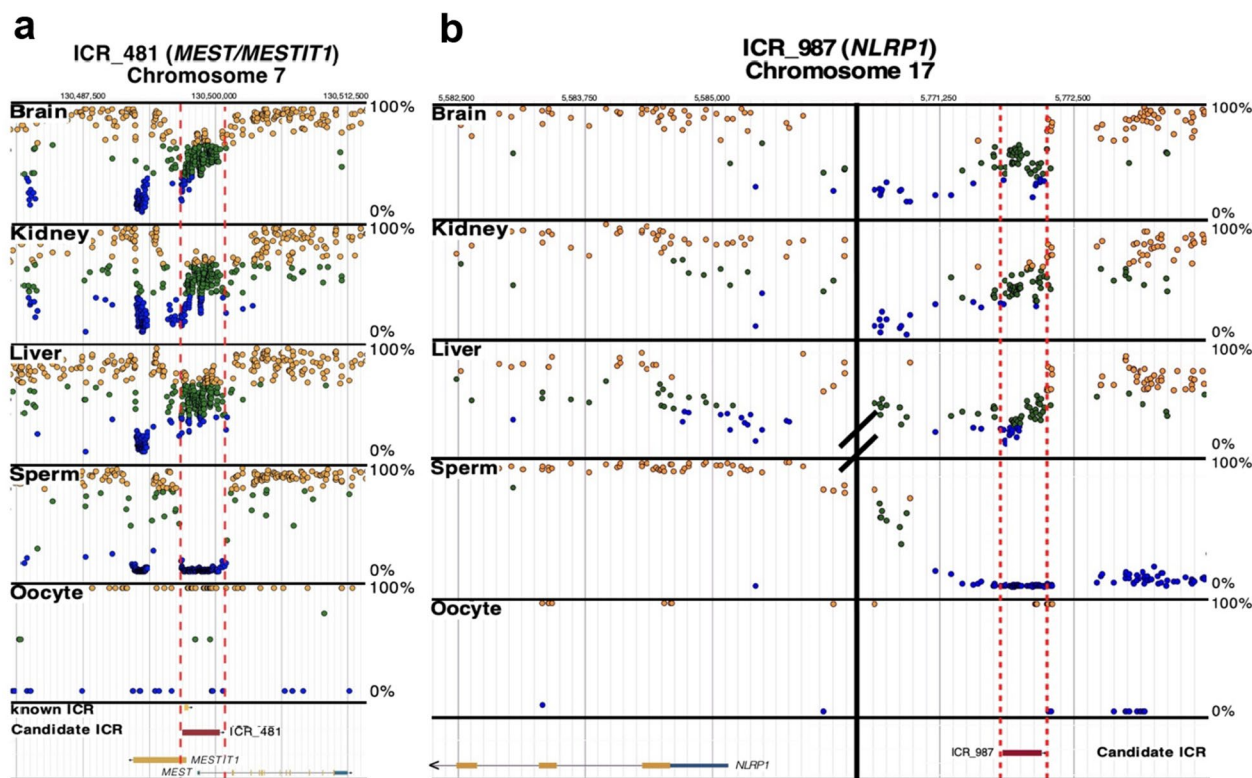 a
ICR_481 (MEST/MESTIT1)
Chromosome 7
130,487,500 130,500,000 130,512,500
Brain 100%
0%
Kidney 100%
0%
Liver 100%
0%
Sperm 100%
0%
Oocyte 100%
0%
known ICR
Candidate ICR ICR_481
MESTIT1
MEST
b
ICR_987 (NLRP1)
Chromosome 17
5,582,500 5,583,750 5,585,000 5,771,250 5,772,500
Brain 100%
0%
Kidney 100%
0%
Liver 100%
0%
Sperm 100%
0%
Oocyte 100%
0%
ICR_987 Candidate ICR
NLRP1